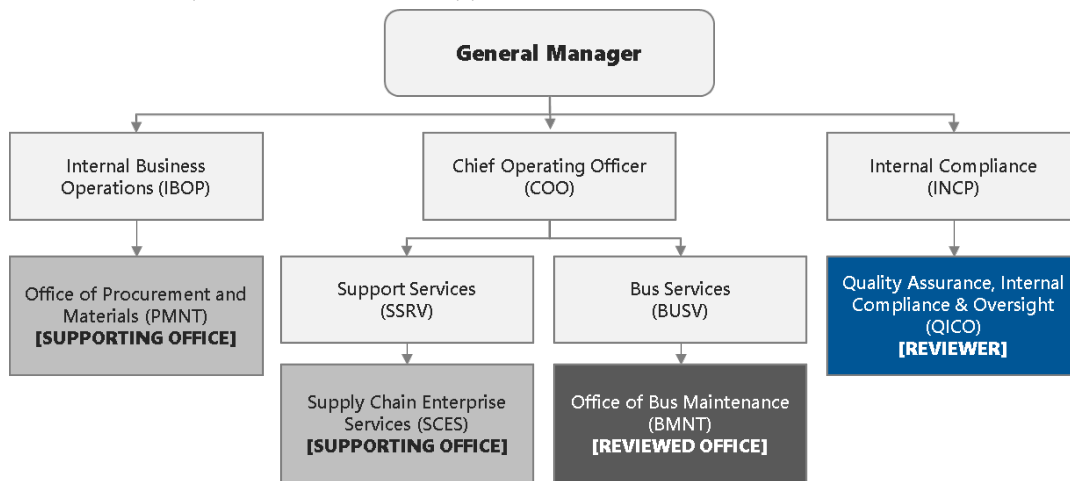 General Manager
Internal Business
Operations (IBOP)
Chief Operating Officer
(COO)
Internal Compliance
(INCP)
Office of Procurement and
Materials (PMNT)
[SUPPORTING OFFICE]
Support Services
(SSRV)
Bus Services
(BUSV)
Quality Assurance, Internal
Compliance & Oversight
(QICO)
[REVIEWER]
Supply Chain Enterprise
Services (SCES)
[SUPPORTING OFFICE]
Office of Bus Maintenance
(BMNT)
[REVIEWED OFFICE]